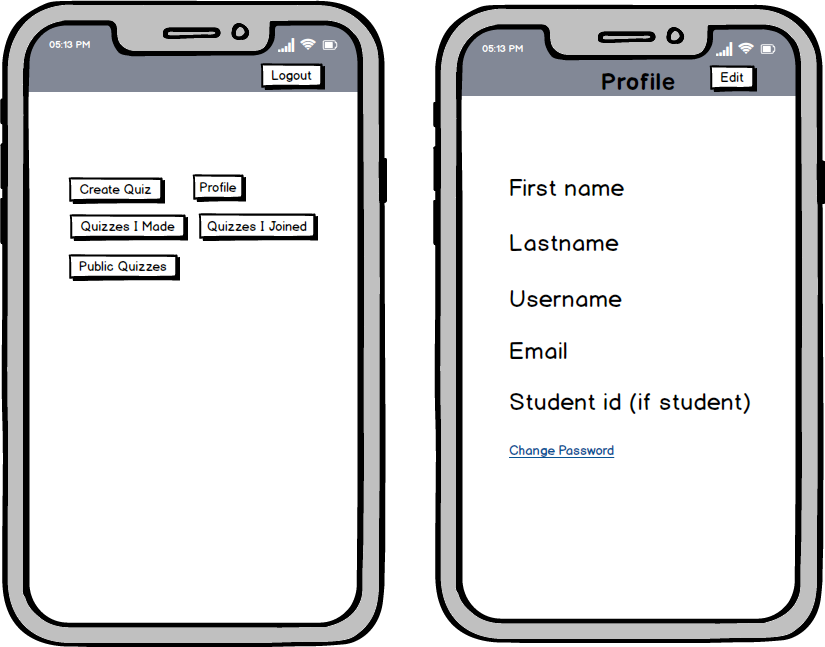 05:13 PM
Logout
Create Quiz
Profile
Quizzes I Made
Quizzes I Joined
Public Quizzes
05:13 PM
Profile
Edit
First name
Lastname
Username
Email
Student id (if student)
Change Password